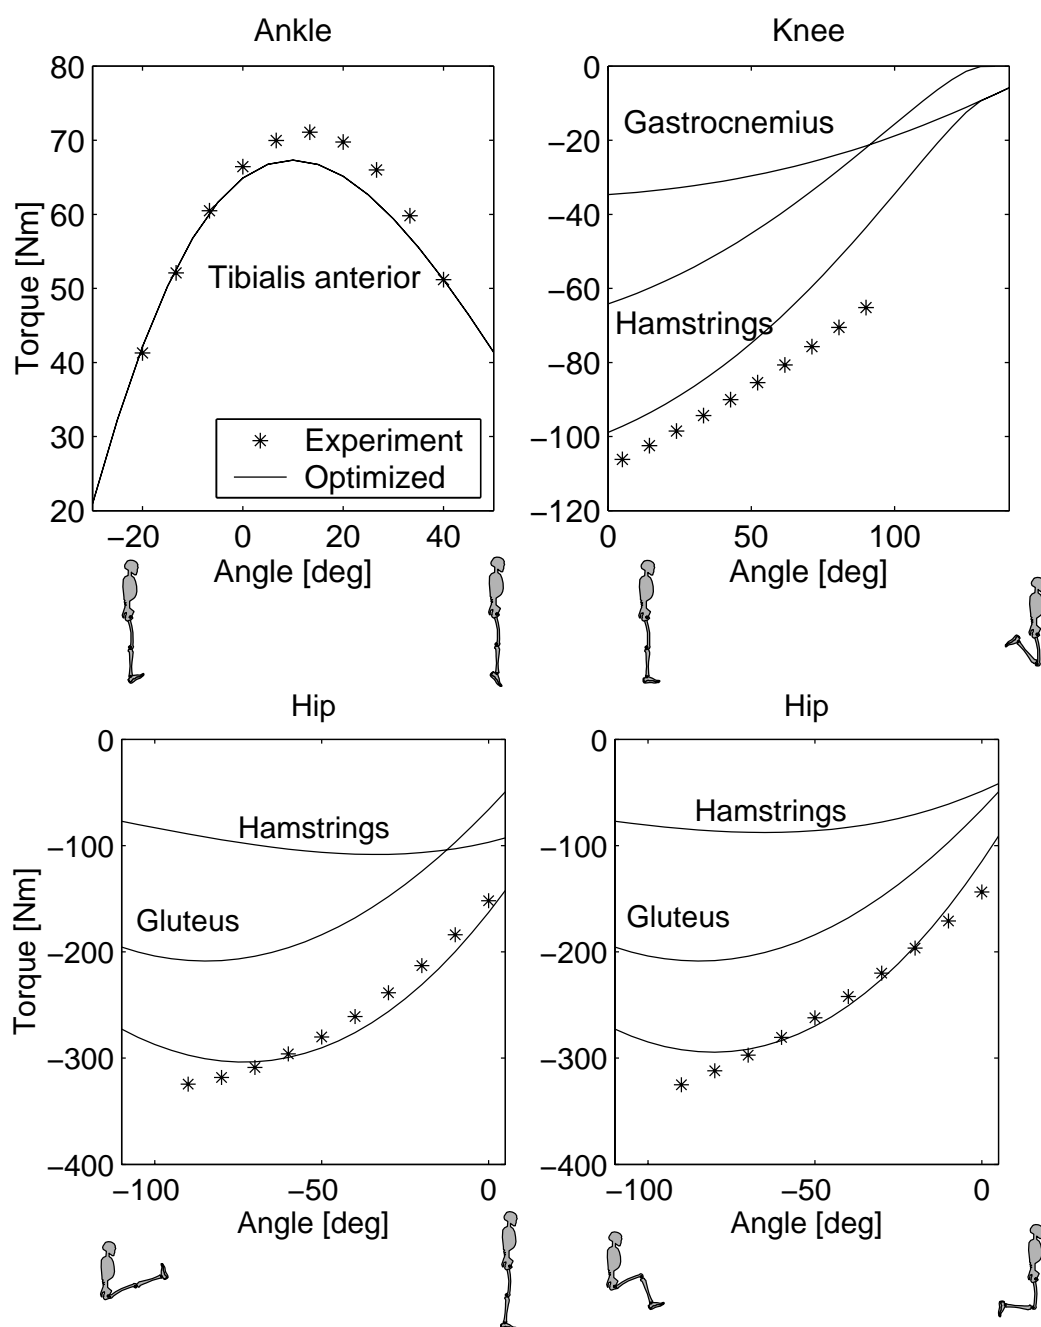 Ankle
80
70
60
50
40
30
20
Torque [Nm]
Tibialis anterior
Experiment
Optimized
−20
0
20
40
Angle [deg]
Knee
0
−20
−40
−60
−80
−100
−120
Gastrocnemius
Hamstrings
0
50
100
Angle [deg]
Hip
0
−100
−200
−300
−400
Torque [Nm]
Hamstrings
Gluteus
−100
−50
0
Angle [deg]
Hip
0
−100
−200
−300
−400
Hamstrings
Gluteus
−100
−50
0
Angle [deg]